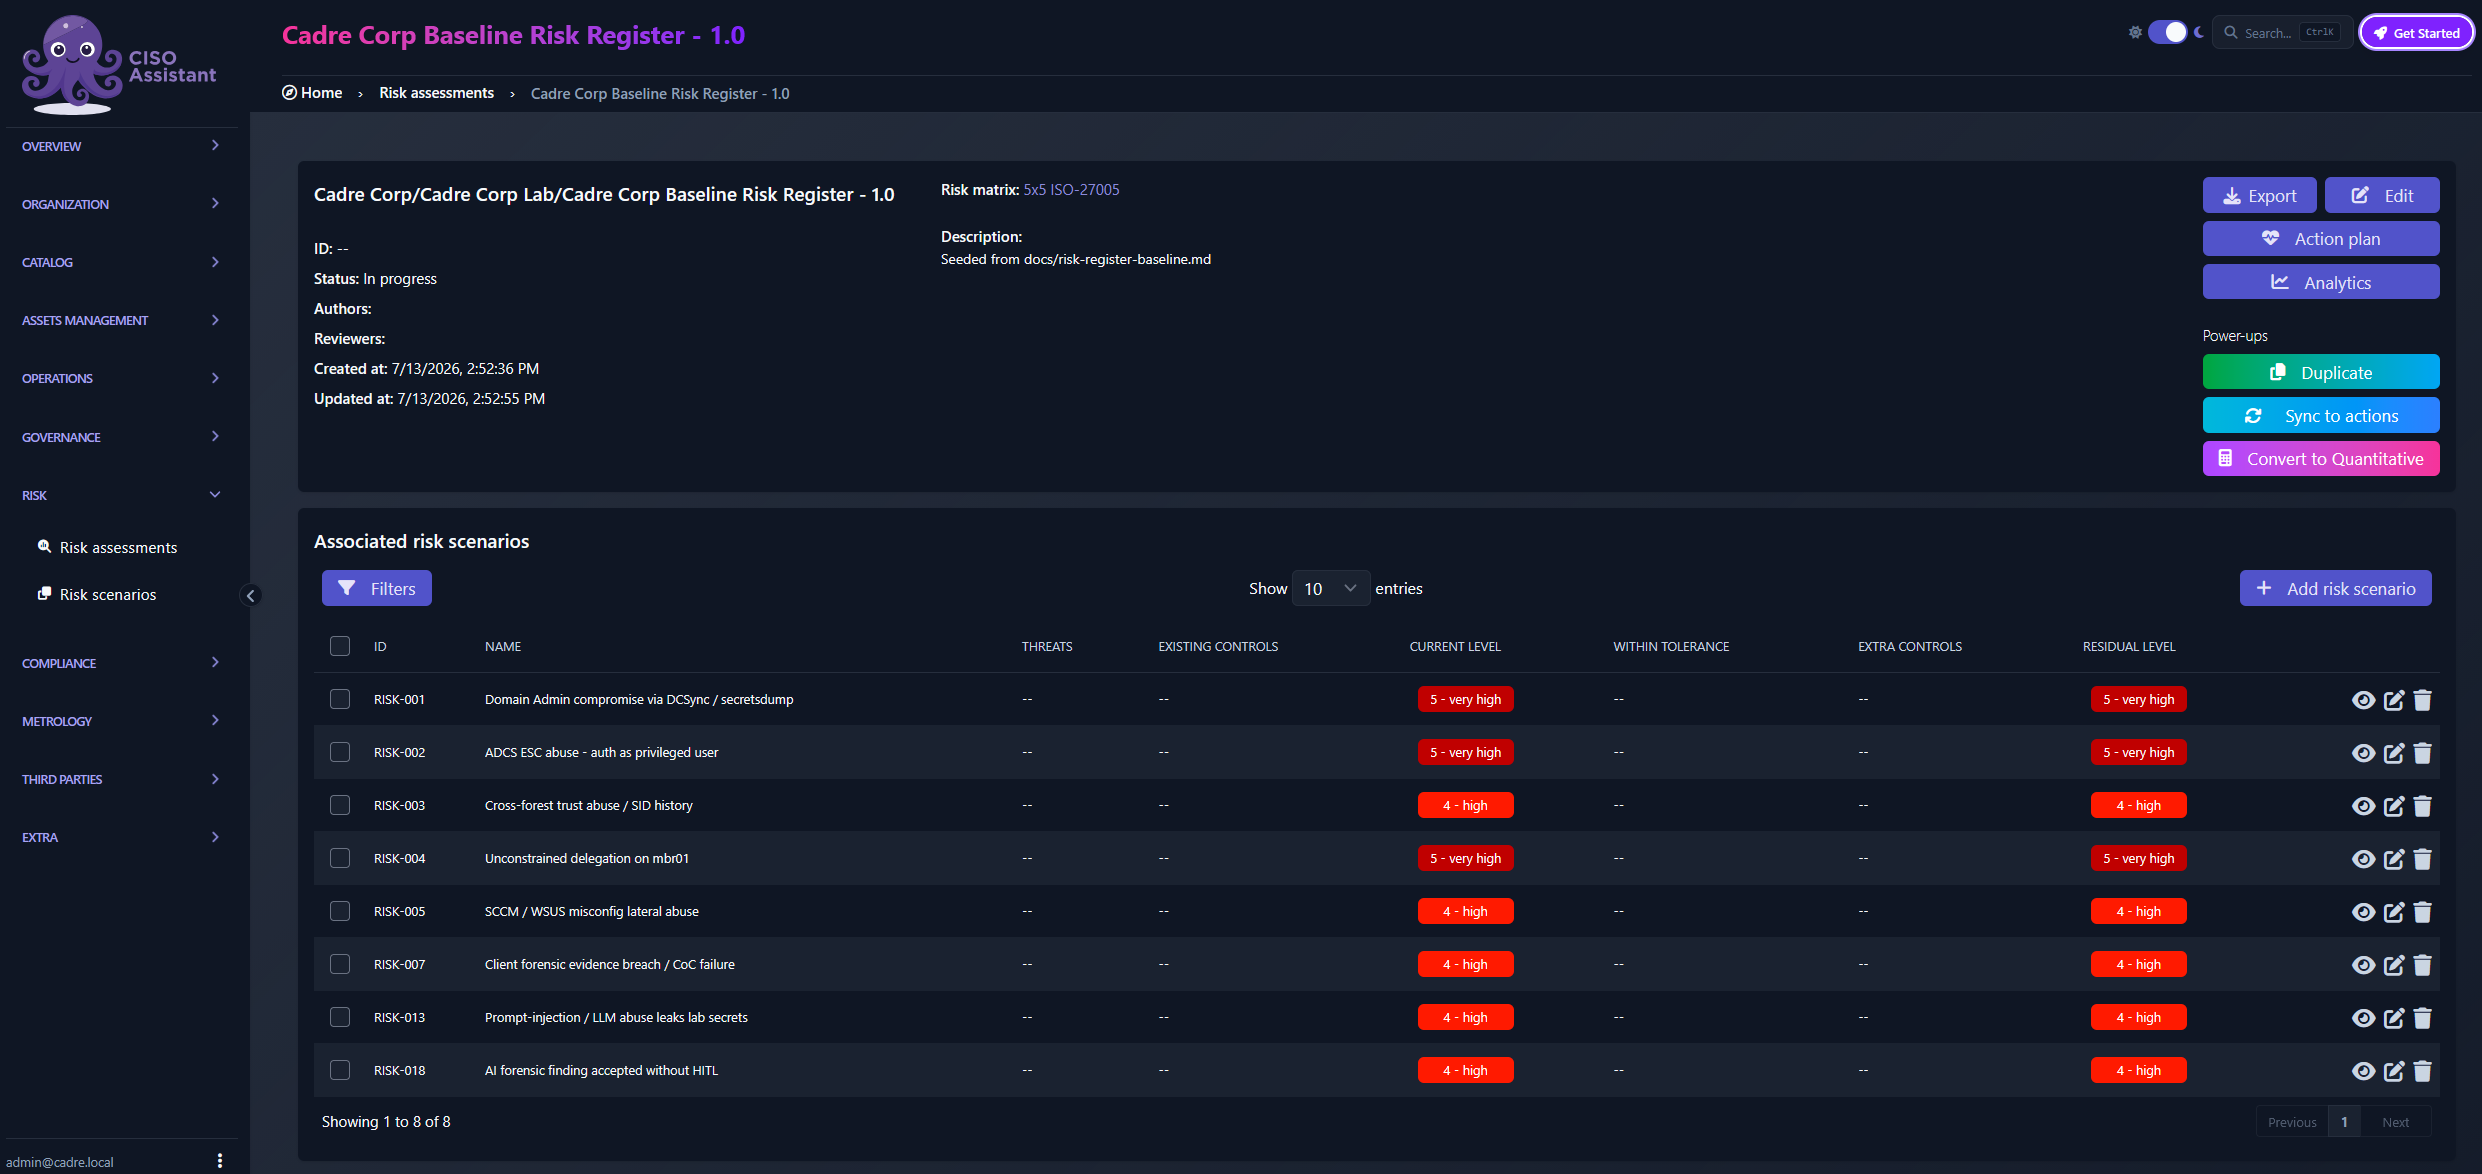 CISO
Assistant
Cadre Corp Baseline Risk Register - 1.0
Search...
Ctrl K
Get Started
Home
Risk assessments
Cadre Corp Baseline Risk Register - 1.0
OVERVIEW
ORGANIZATION
CATALOG
ASSETS MANAGEMENT
OPERATIONS
GOVERNANCE
RISK
Risk assessments
Risk scenarios
COMPLIANCE
METROLOGY
THIRD PARTIES
EXTRA
admin@cadre.local
Cadre Corp/Cadre Corp Lab/Cadre Corp Baseline Risk Register - 1.0
ID: --
Status: In progress
Authors:
Reviewers:
Created at: 7/13/2026, 2:52:36 PM
Updated at: 7/13/2026, 2:52:55 PM
Risk matrix: 5x5 ISO-27005
Description:
Seeded from docs/risk-register-baseline.md
Export
Edit
Action plan
Analytics
Power-ups
Duplicate
Sync to actions
Convert to Quantitative
Associated risk scenarios
Filters
Show 10 entries
Add risk scenario
ID NAME THREATS EXISTING CONTROLS CURRENT LEVEL WITHIN TOLERANCE EXTRA CONTROLS RESIDUAL LEVEL
RISK-001 Domain Admin compromise via DCSync / secretsdump -- -- 5 - very high -- -- 5 - very high
RISK-002 ADCS ESC abuse - auth as privileged user -- -- 5 - very high -- -- 5 - very high
RISK-003 Cross-forest trust abuse / SID history -- -- 4 - high -- -- 4 - high
RISK-004 Unconstrained delegation on mbr01 -- -- 5 - very high -- -- 5 - very high
RISK-005 SCCM / WSUS misconfig lateral abuse -- -- 4 - high -- -- 4 - high
RISK-007 Client forensic evidence breach / CoC failure -- -- 4 - high -- -- 4 - high
RISK-013 Prompt-injection / LLM abuse leaks lab secrets -- -- 4 - high -- -- 4 - high
RISK-018 AI forensic finding accepted without HITL -- -- 4 - high -- -- 4 - high
Showing 1 to 8 of 8
Previous 1 Next